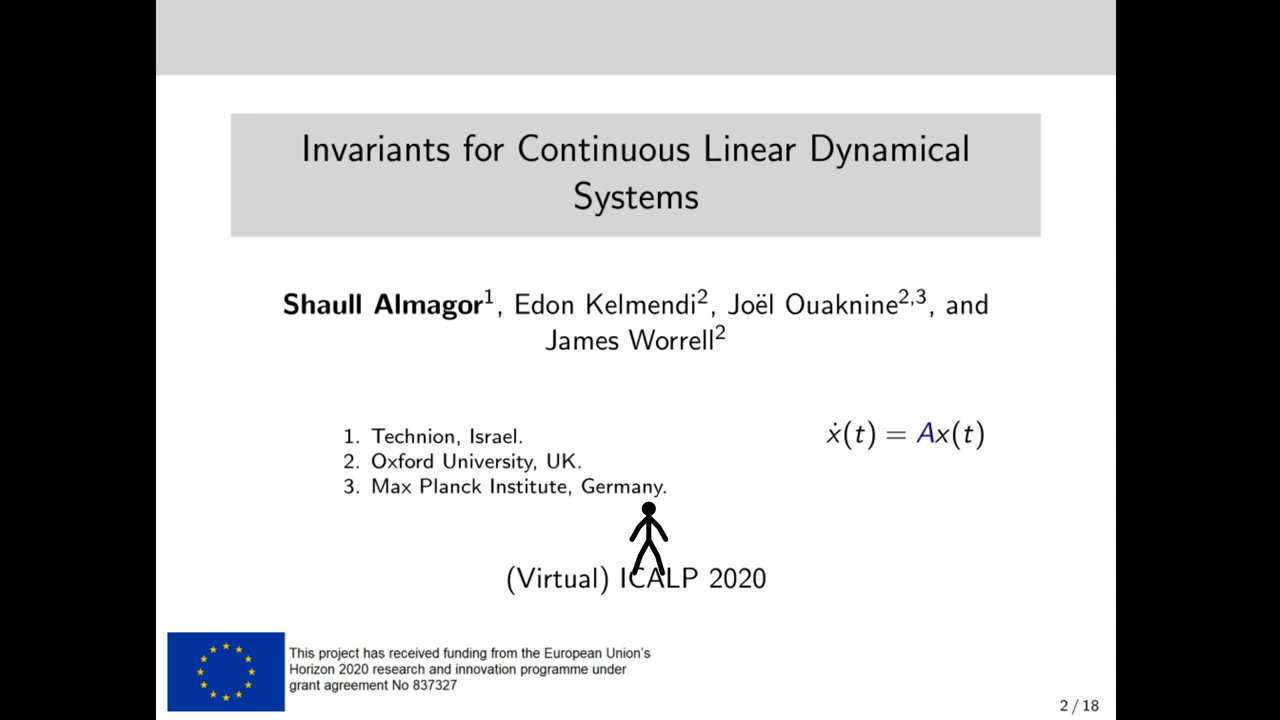 Invariants for Continuous Linear Dynamical
Systems
Shaull Almagor¹, Edon Kelmendi², Joël Ouaknine²,³, and
James Worrell²
1. Technion, Israel.
2. Oxford University, UK.
3. Max Planck Institute, Germany.
ẋ(t) = Ax(t)
(Virtual) ICALP 2020
This project has received funding from the European Union's
Horizon 2020 research and innovation programme under
grant agreement No 837327
2 / 18